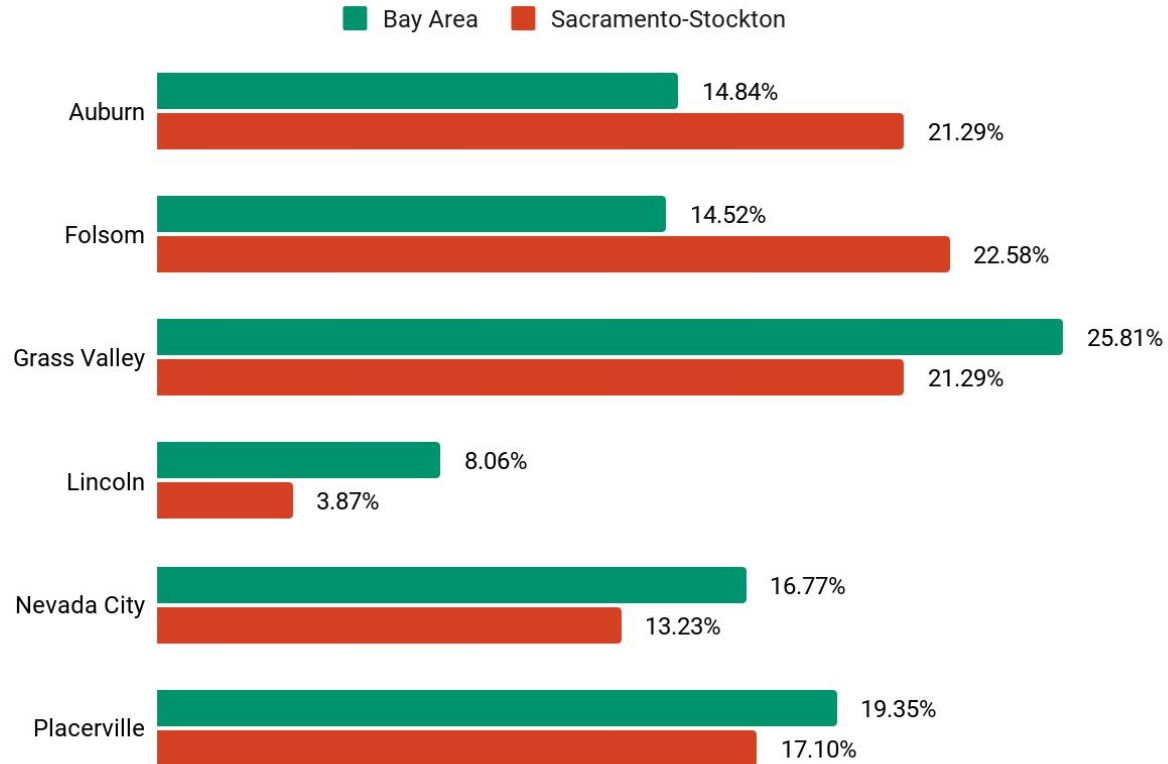 Bay Area Sacramento-Stockton
Auburn
14.84%
21.29%
Folsom
14.52%
22.58%
Grass Valley
25.81%
21.29%
Lincoln
8.06%
3.87%
Nevada City
16.77%
13.23%
Placerville
19.35%
17.10%